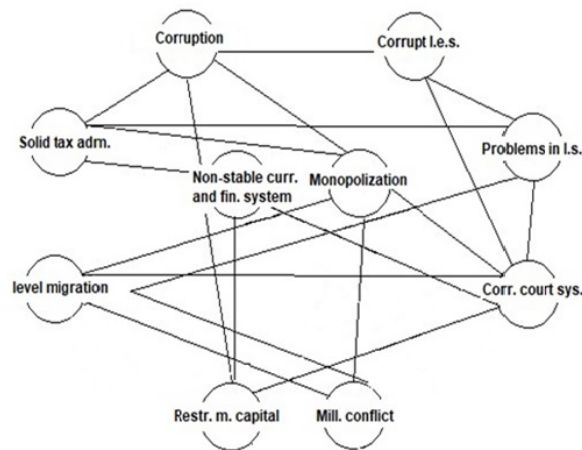 Corruption
Corrupt l.e.s.
Solid tax adm.
Problems in l.s.
Non-stable curr.
and fin. system
Monopolization
level migration
Corr. court sys.
Restr. m. capital
Mill. conflict